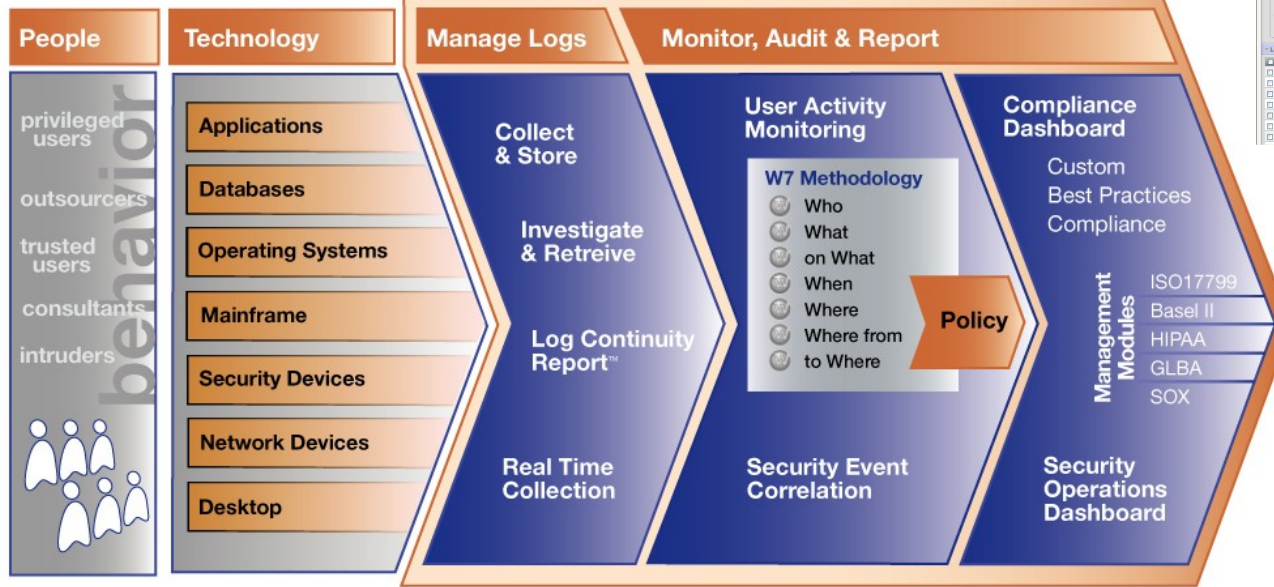 People
privileged
users
outsourcers
trusted
users
consultants
intruders
behavior
Technology
Applications
Databases
Operating Systems
Mainframe
Security Devices
Network Devices
Desktop
Manage Logs
Collect
& Store
Investigate
& Retreive
Log Continuity
Report™
Real Time
Collection
Monitor, Audit & Report
User Activity
Monitoring
W7 Methodology
Who
What
on What
When
Where
Where from
to Where
Policy
Security Event
Correlation
Compliance
Dashboard
Custom
Best Practices
Compliance
Management
Modules
ISO17799
Basel II
HIPAA
GLBA
SOX
Security
Operations
Dashboard